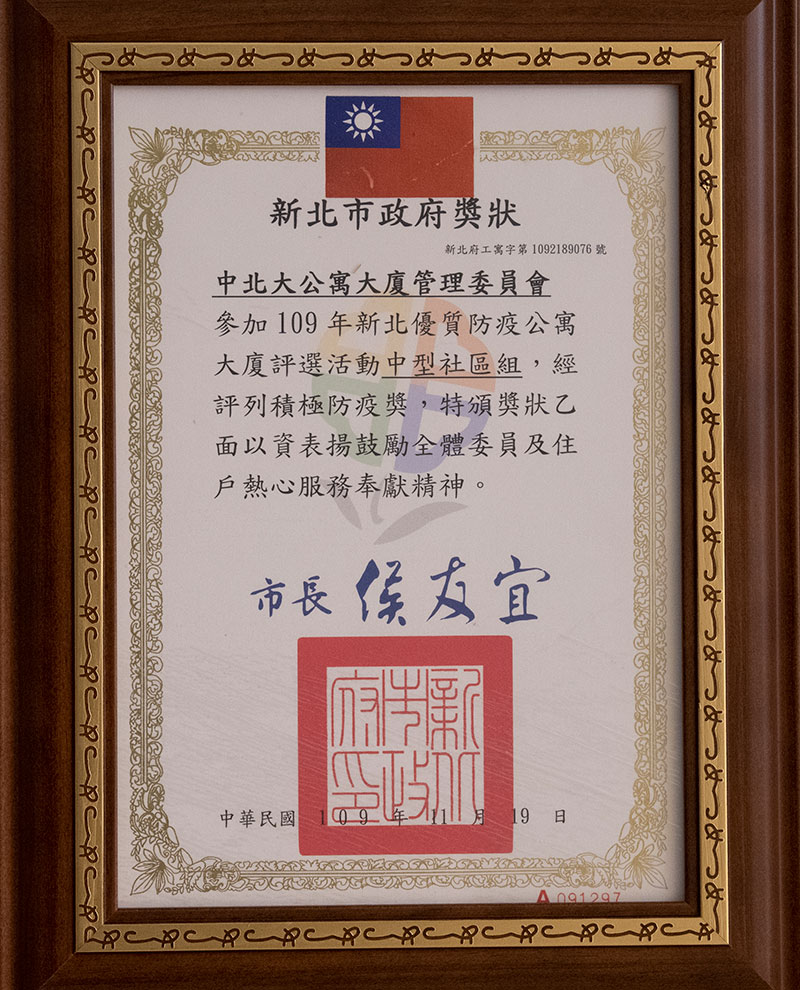 新北市政府獎狀
新北府工寓字第1092189076號
中北大公寓大廈管理委員會
參加109年新北優質防疫公寓
大廈評選活動中型社區組，經
評列積極防疫獎，特頒獎狀乙
面以資表揚鼓勵全體委員及住
戶熱心服務奉獻精神。
市長 侯友宜
新北市政府印
中華民國 109 年 11 月 19 日
A 091297